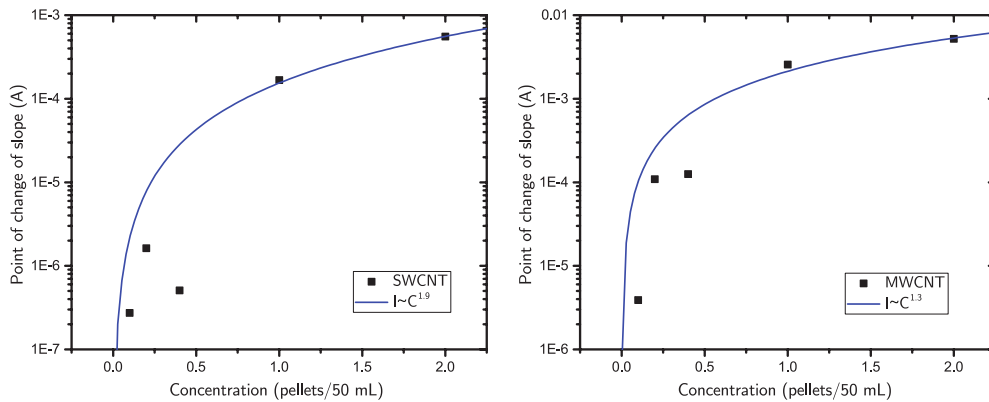 1E-3
1E-4
1E-5
1E-6
1E-7
Point of change of slope (A)
0.0 0.5 1.0 1.5 2.0
Concentration (pellets/50 mL)
SWCNT
I~C^1.9
0.01
1E-3
1E-4
1E-5
1E-6
Point of change of slope (A)
0.0 0.5 1.0 1.5 2.0
Concentration (pellets/50 mL)
MWCNT
I~C^1.3